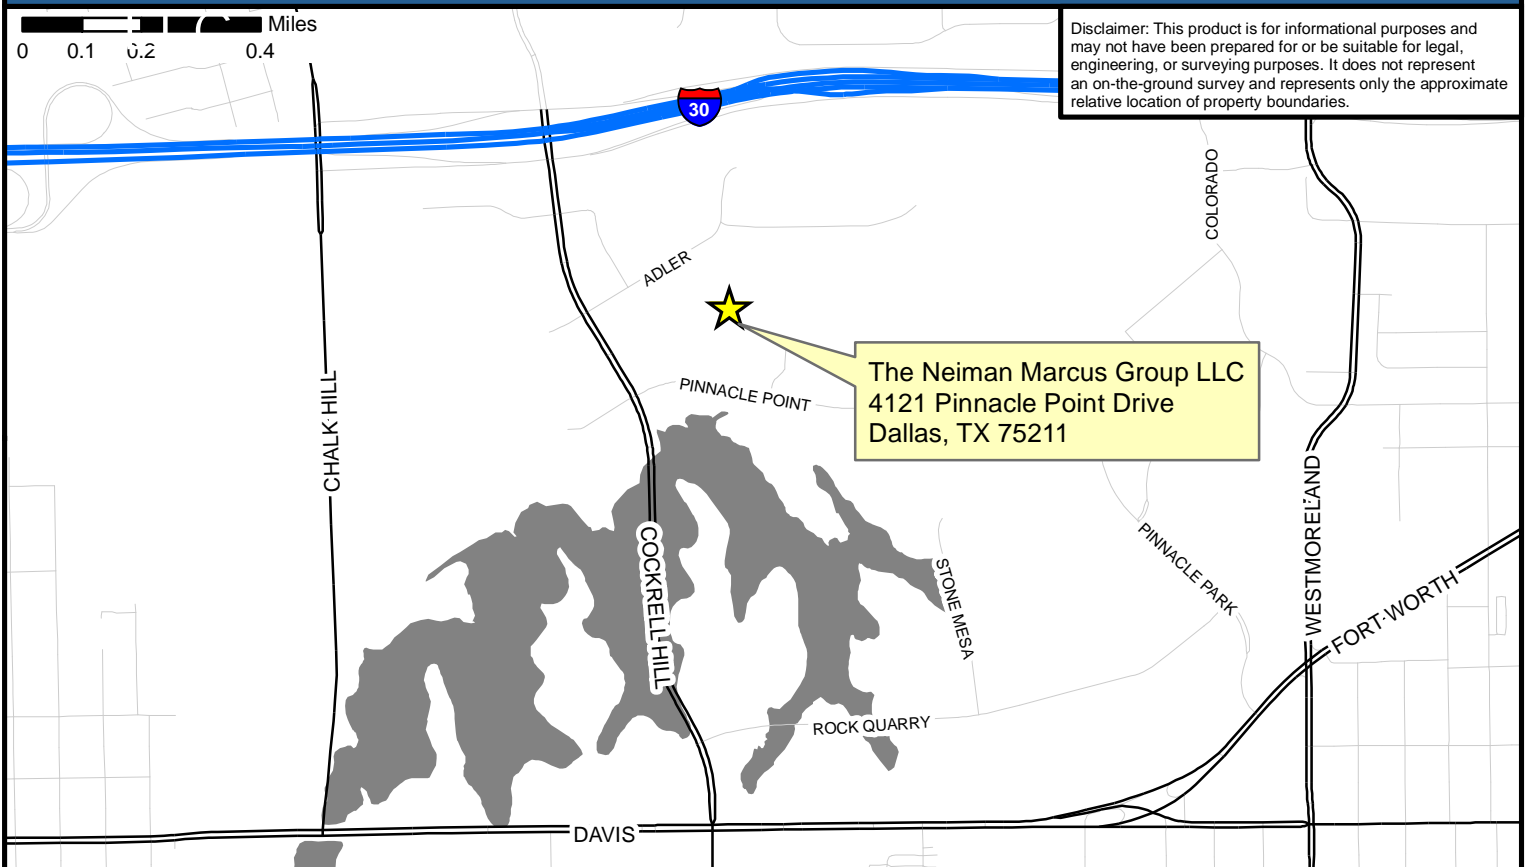 Miles
0 0.1 0.2 0.4
Disclaimer: This product is for informational purposes and
may not have been prepared for or be suitable for legal,
engineering, or surveying purposes. It does not represent
an on-the-ground survey and represents only the approximate
relative location of property boundaries.
30
COLORADO
ADLER
The Neiman Marcus Group LLC
4121 Pinnacle Point Drive
Dallas, TX 75211
PINNACLE POINT
CHALK HILL
WESTMORELAND
COCKRELL HILL
PINNACLE PARK
STONE MESA
FORT WORTH
ROCK QUARRY
DAVIS